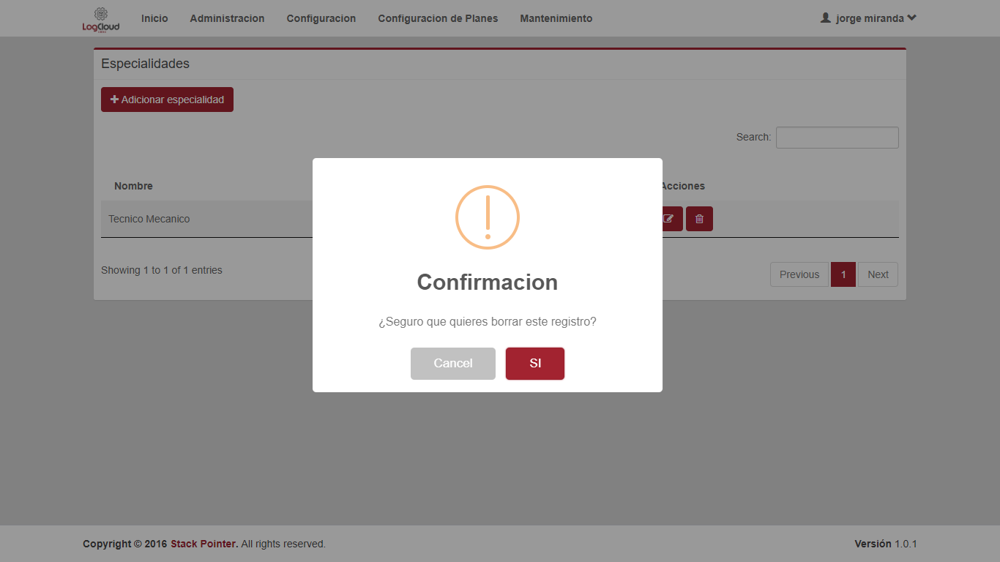 LogCloud Inicio Administracion Configuracion Configuracion de Planes Mantenimiento jorge miranda
Especialidades
Adicionar especialidad
Search:
Nombre Acciones
Tecnico Mecanico
Showing 1 to 1 of 1 entries Previous 1 Next
Confirmacion
¿Seguro que quieres borrar este registro?
Cancel SI
Copyright © 2016 Stack Pointer. All rights reserved. Versión 1.0.1